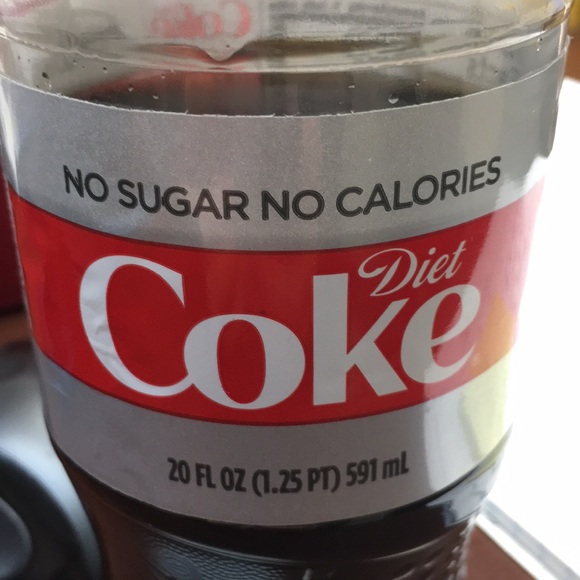 NO SUGAR NO CALORIES
Diet
Coke
20 FL OZ (1.25 PT) 591 mL